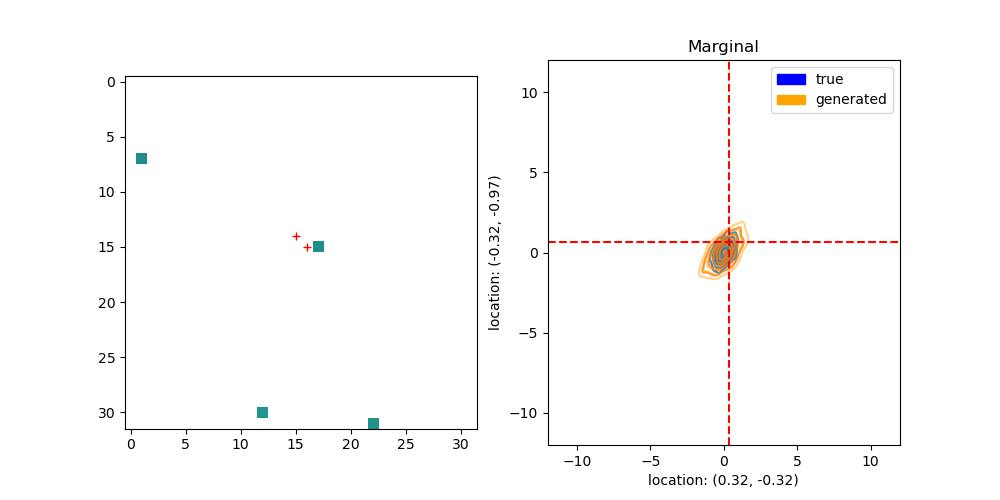 Marginal
true
generated
0
5
10
15
20
25
30
0 5 10 15 20 25 30
location: (-0.32, -0.97)
10
5
0
−5
−10
−10 −5 0 5 10
location: (0.32, -0.32)